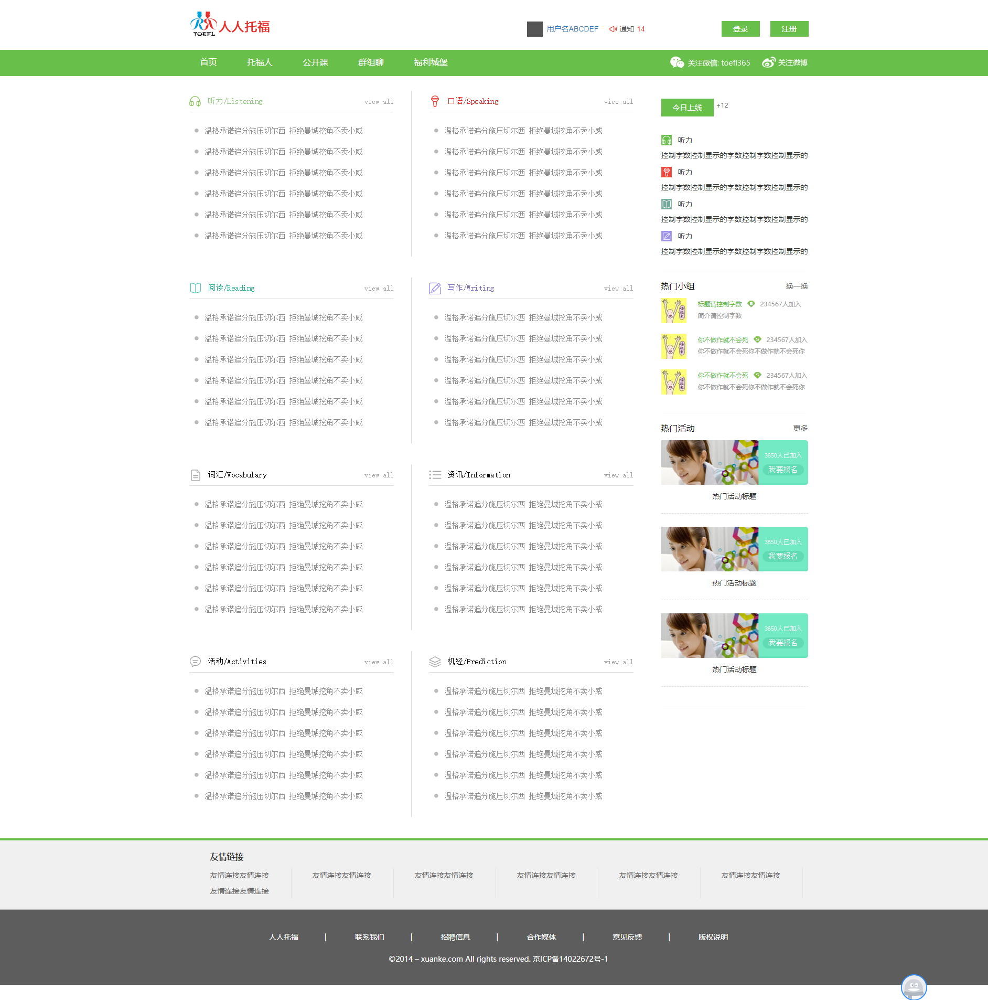 TOEFL 人人托福
用户名ABCDEF 通知 14 登录 注册
首页 托福人 公开课 群组聊 福利城堡 关注微信: toefl365 关注微博
听力/Listening view all
温格承诺追分施压切尔西 拒绝曼城挖角不卖小威
温格承诺追分施压切尔西 拒绝曼城挖角不卖小威
温格承诺追分施压切尔西 拒绝曼城挖角不卖小威
温格承诺追分施压切尔西 拒绝曼城挖角不卖小威
温格承诺追分施压切尔西 拒绝曼城挖角不卖小威
温格承诺追分施压切尔西 拒绝曼城挖角不卖小威
口语/Speaking view all
温格承诺追分施压切尔西 拒绝曼城挖角不卖小威
温格承诺追分施压切尔西 拒绝曼城挖角不卖小威
温格承诺追分施压切尔西 拒绝曼城挖角不卖小威
温格承诺追分施压切尔西 拒绝曼城挖角不卖小威
温格承诺追分施压切尔西 拒绝曼城挖角不卖小威
温格承诺追分施压切尔西 拒绝曼城挖角不卖小威
阅读/Reading view all
温格承诺追分施压切尔西 拒绝曼城挖角不卖小威
温格承诺追分施压切尔西 拒绝曼城挖角不卖小威
温格承诺追分施压切尔西 拒绝曼城挖角不卖小威
温格承诺追分施压切尔西 拒绝曼城挖角不卖小威
温格承诺追分施压切尔西 拒绝曼城挖角不卖小威
温格承诺追分施压切尔西 拒绝曼城挖角不卖小威
写作/Writing view all
温格承诺追分施压切尔西 拒绝曼城挖角不卖小威
温格承诺追分施压切尔西 拒绝曼城挖角不卖小威
温格承诺追分施压切尔西 拒绝曼城挖角不卖小威
温格承诺追分施压切尔西 拒绝曼城挖角不卖小威
温格承诺追分施压切尔西 拒绝曼城挖角不卖小威
温格承诺追分施压切尔西 拒绝曼城挖角不卖小威
词汇/Vocabulary view all
温格承诺追分施压切尔西 拒绝曼城挖角不卖小威
温格承诺追分施压切尔西 拒绝曼城挖角不卖小威
温格承诺追分施压切尔西 拒绝曼城挖角不卖小威
温格承诺追分施压切尔西 拒绝曼城挖角不卖小威
温格承诺追分施压切尔西 拒绝曼城挖角不卖小威
温格承诺追分施压切尔西 拒绝曼城挖角不卖小威
资讯/Information view all
温格承诺追分施压切尔西 拒绝曼城挖角不卖小威
温格承诺追分施压切尔西 拒绝曼城挖角不卖小威
温格承诺追分施压切尔西 拒绝曼城挖角不卖小威
温格承诺追分施压切尔西 拒绝曼城挖角不卖小威
温格承诺追分施压切尔西 拒绝曼城挖角不卖小威
温格承诺追分施压切尔西 拒绝曼城挖角不卖小威
活动/Activities view all
温格承诺追分施压切尔西 拒绝曼城挖角不卖小威
温格承诺追分施压切尔西 拒绝曼城挖角不卖小威
温格承诺追分施压切尔西 拒绝曼城挖角不卖小威
温格承诺追分施压切尔西 拒绝曼城挖角不卖小威
温格承诺追分施压切尔西 拒绝曼城挖角不卖小威
温格承诺追分施压切尔西 拒绝曼城挖角不卖小威
机经/Prediction view all
温格承诺追分施压切尔西 拒绝曼城挖角不卖小威
温格承诺追分施压切尔西 拒绝曼城挖角不卖小威
温格承诺追分施压切尔西 拒绝曼城挖角不卖小威
温格承诺追分施压切尔西 拒绝曼城挖角不卖小威
温格承诺追分施压切尔西 拒绝曼城挖角不卖小威
温格承诺追分施压切尔西 拒绝曼城挖角不卖小威
今日上线 +12
听力
控制字数控制显示的字数控制字数控制显示的
听力
控制字数控制显示的字数控制字数控制显示的
听力
控制字数控制显示的字数控制字数控制显示的
听力
控制字数控制显示的字数控制字数控制显示的
热门小组 换一换
标题请控制字数 234567人加入
简介请控制字数
你不做作就不会死 234567人加入
你不做作就不会死你不做作就不会死你
你不做作就不会死 234567人加入
你不做作就不会死你不做作就不会死你
热门活动 更多
3650人已加入
我要报名
热门活动标题
3650人已加入
我要报名
热门活动标题
3650人已加入
我要报名
热门活动标题
友情链接
友情连接友情连接 友情连接友情连接 友情连接友情连接 友情连接友情连接 友情连接友情连接 友情连接友情连接
友情连接友情连接
人人托福 | 联系我们 | 招聘信息 | 合作媒体 | 意见反馈 | 版权说明
©2014 – xuanke.com All rights reserved. 京ICP备14022672号-1